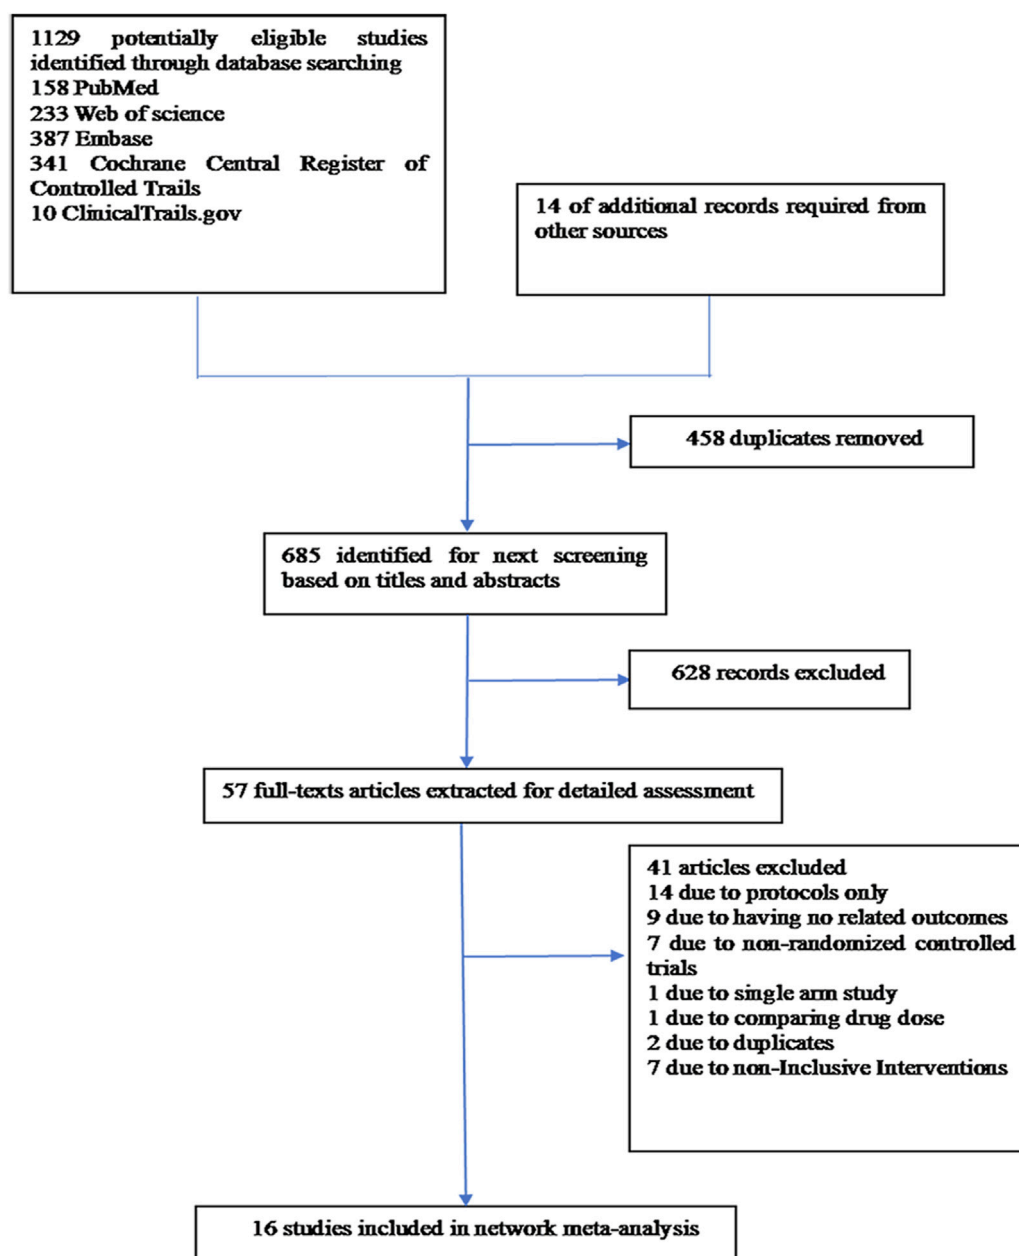 1129 potentially eligible studies
identified through database searching
158 PubMed
233 Web of science
387 Embase
341 Cochrane Central Register of
Controlled Trails
10 ClinicalTrails.gov
14 of additional records required from
other sources
458 duplicates removed
685 identified for next screening
based on titles and abstracts
628 records excluded
57 full-texts articles extracted for detailed assessment
41 articles excluded
14 due to protocols only
9 due to having no related outcomes
7 due to non-randomized controlled
trials
1 due to single arm study
1 due to comparing drug dose
2 due to duplicates
7 due to non-Inclusive Interventions
16 studies included in network meta-analysis